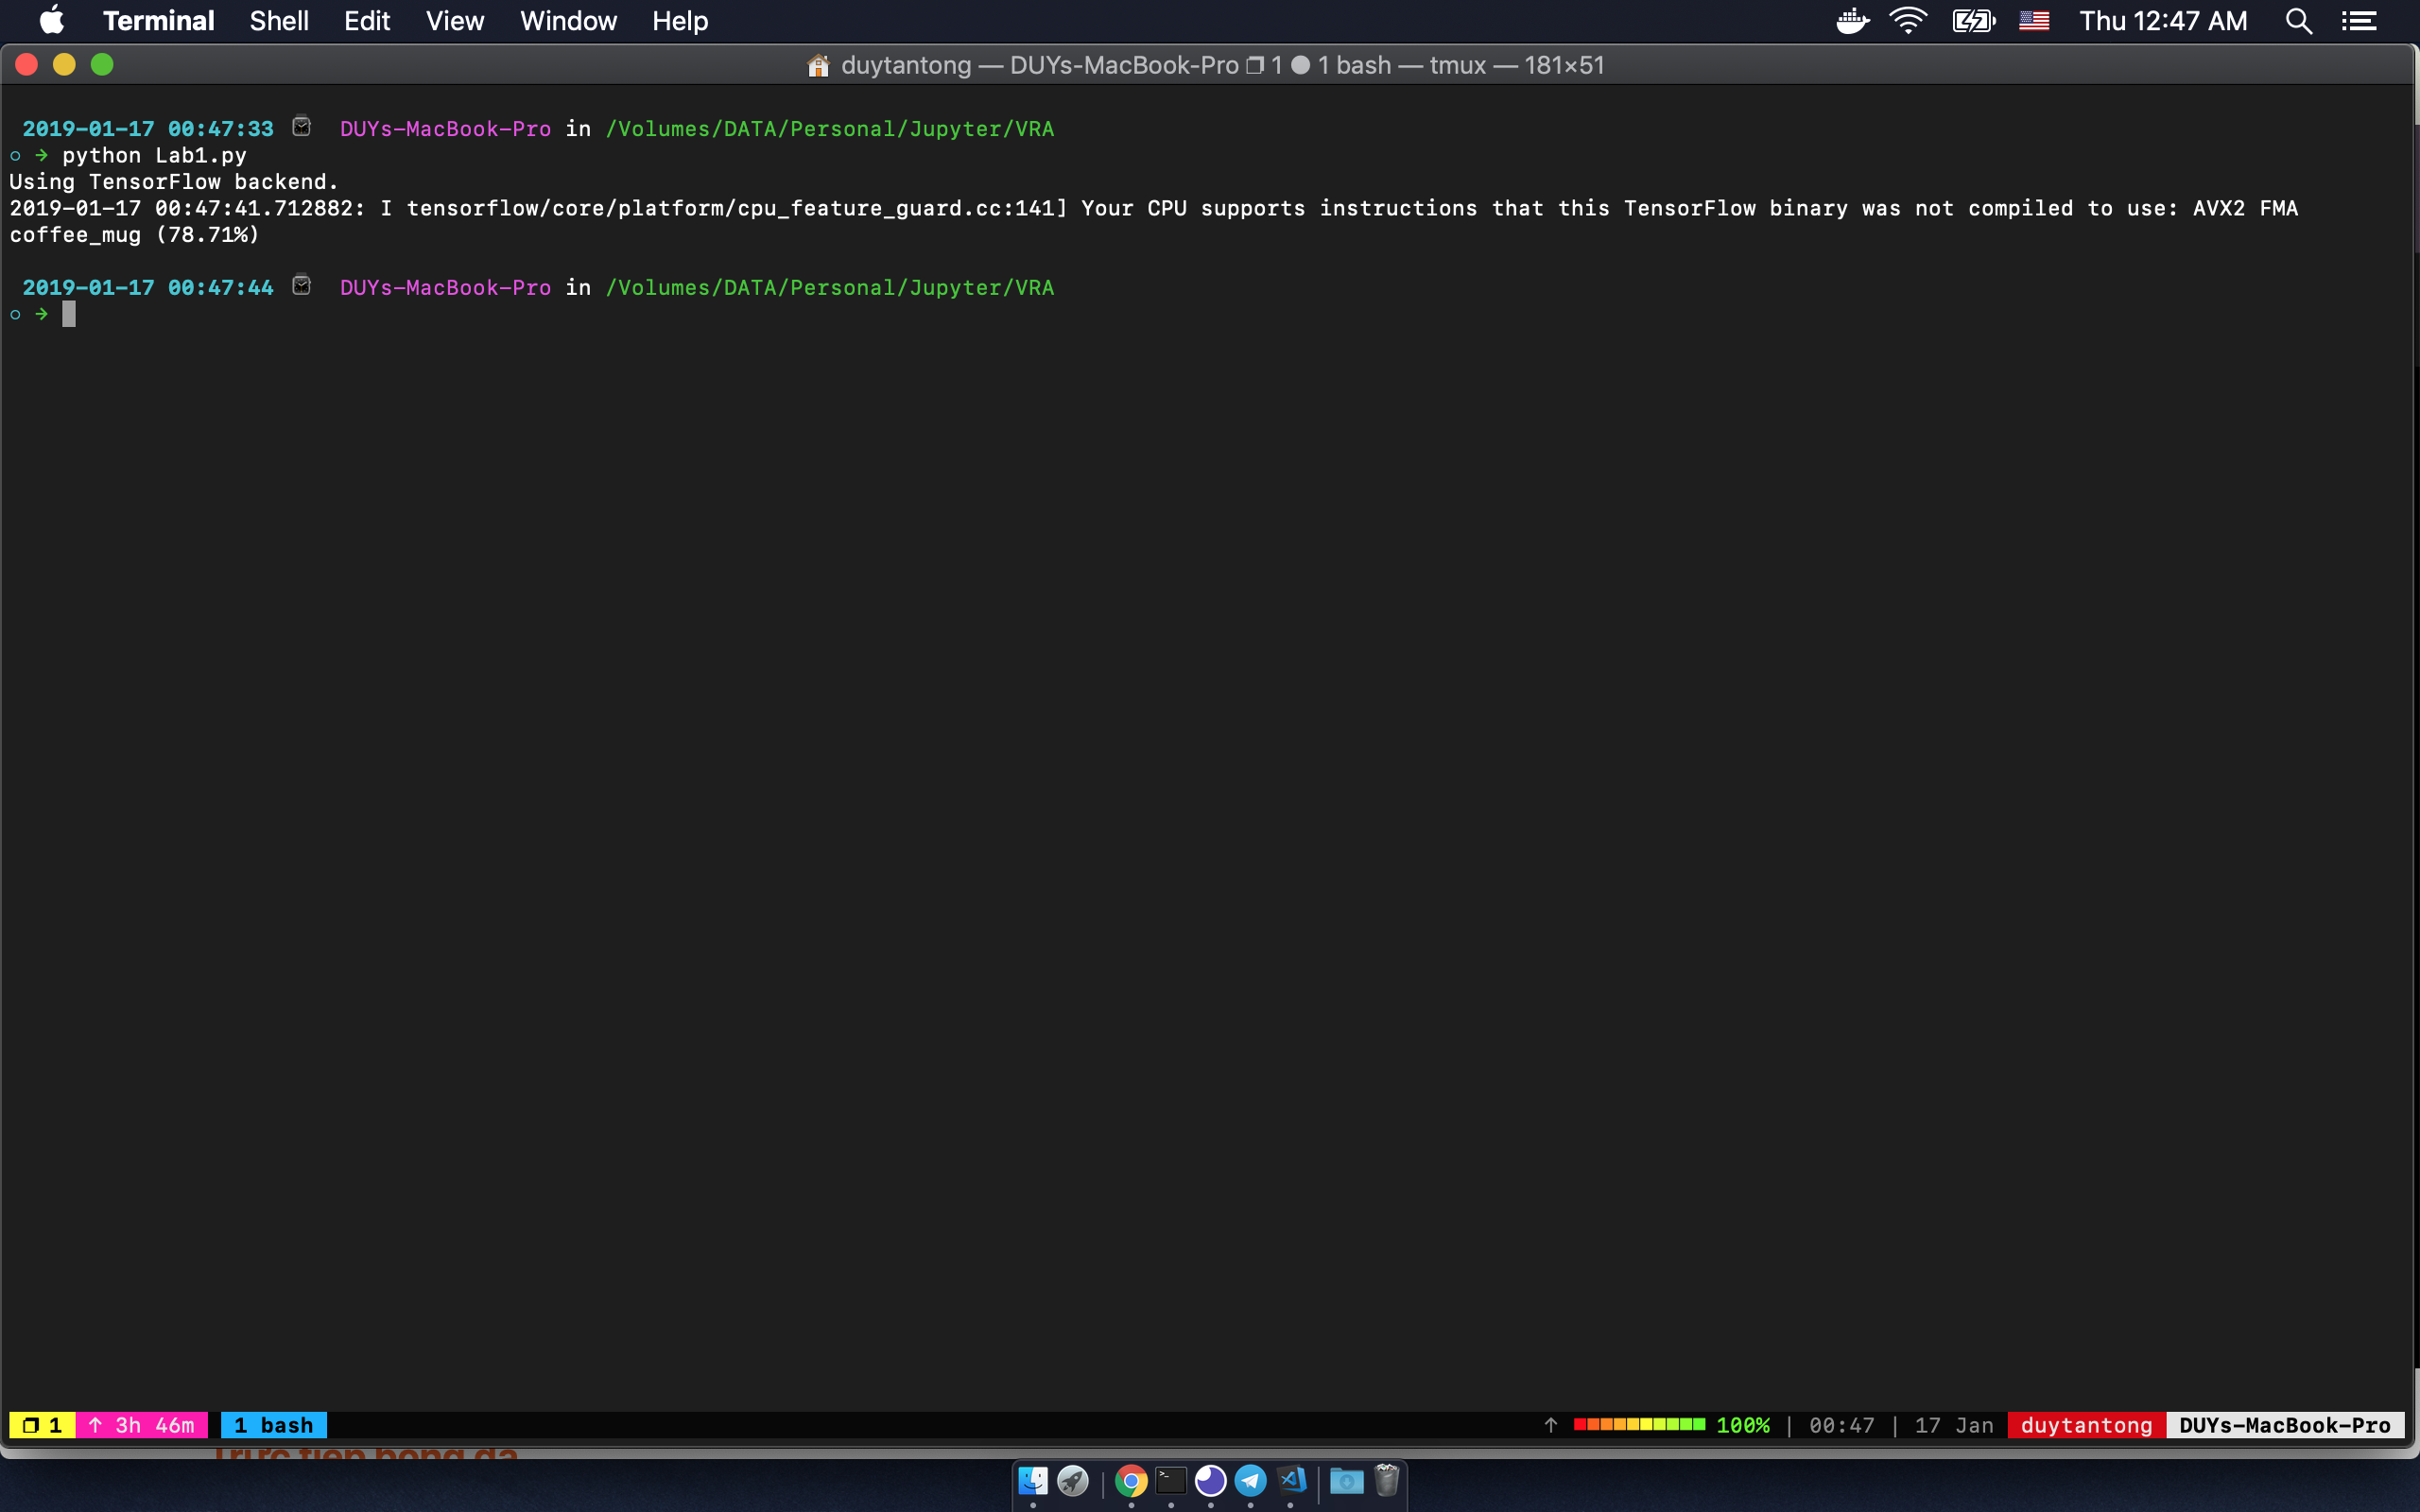 Terminal Shell Edit View Window Help Thu 12:47 AM
duytantong — DUYs-MacBook-Pro 1 ● 1 bash — tmux — 181×51
2019-01-17 00:47:33 DUYs-MacBook-Pro in /Volumes/DATA/Personal/Jupyter/VRA
○ → python Lab1.py
Using TensorFlow backend.
2019-01-17 00:47:41.712882: I tensorflow/core/platform/cpu_feature_guard.cc:141] Your CPU supports instructions that this TensorFlow binary was not compiled to use: AVX2 FMA
coffee_mug (78.71%)
2019-01-17 00:47:44 DUYs-MacBook-Pro in /Volumes/DATA/Personal/Jupyter/VRA
○ →
❐ 1 ↑ 3h 46m 1 bash ↑ 100% | 00:47 | 17 Jan duytantong DUYs-MacBook-Pro
Trực tiếp bóng đá